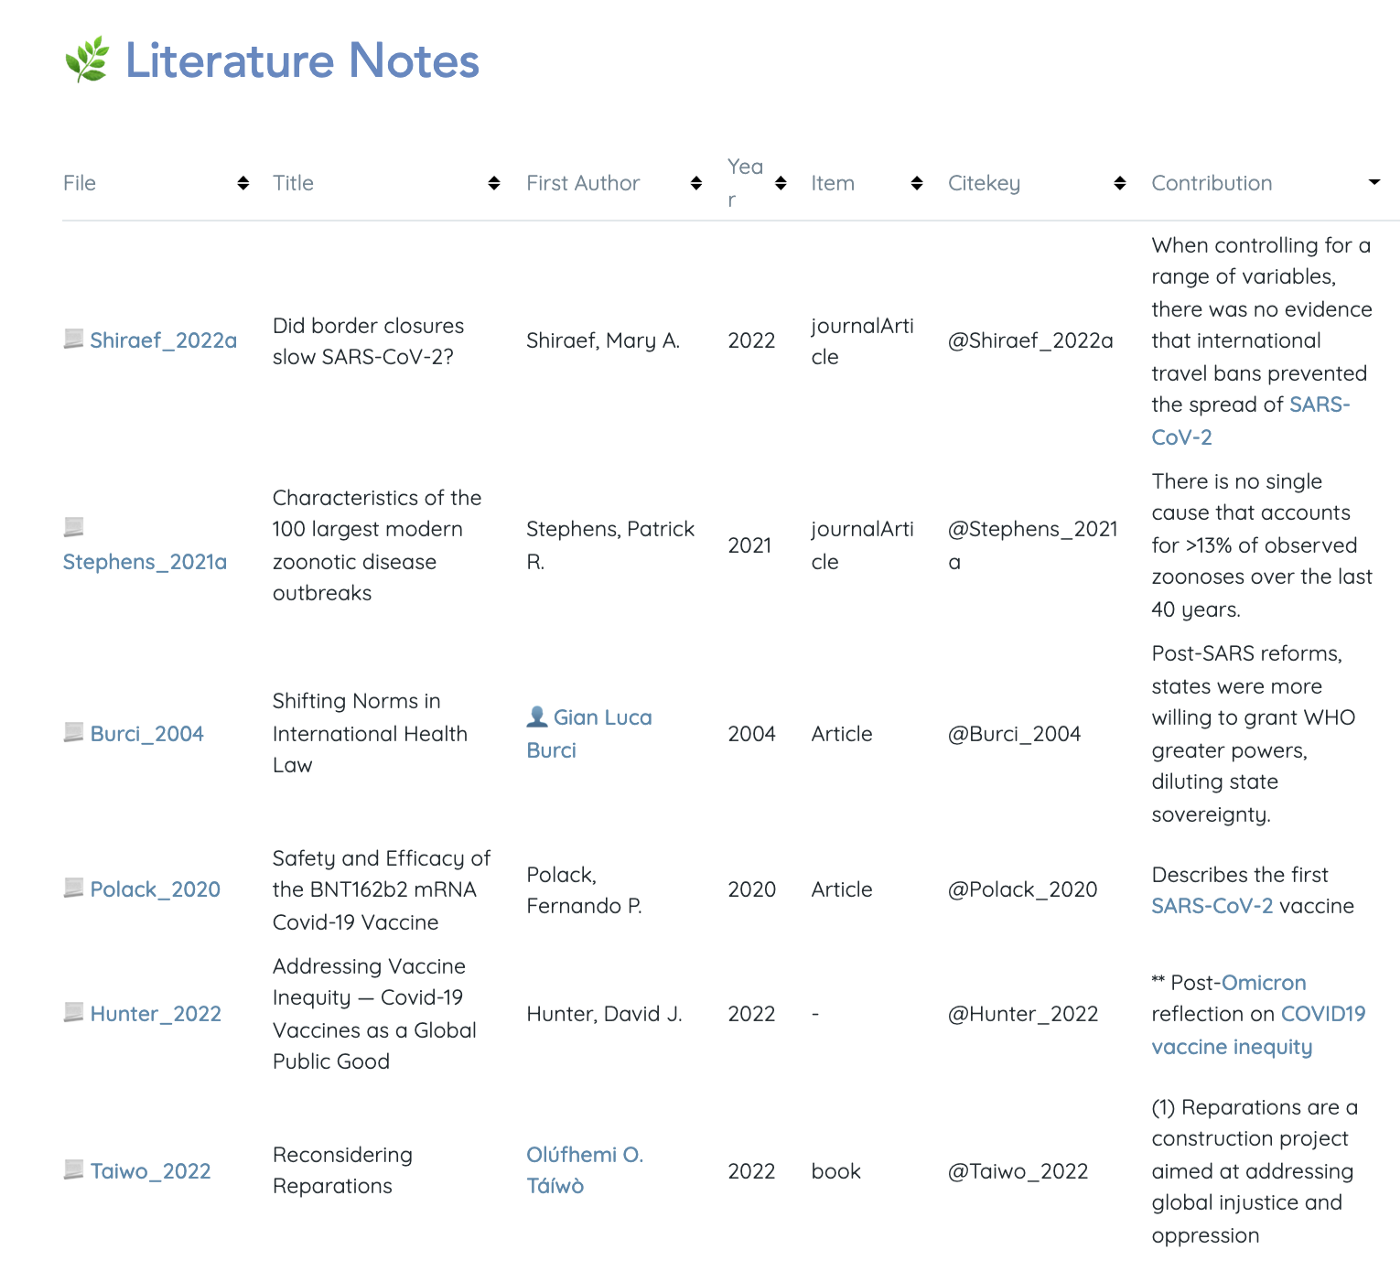 🌿 Literature Notes
File Title First Author Yea
r Item Citekey Contribution
Shiraef_2022a
Did border closures
slow SARS-CoV-2?
Shiraef, Mary A.
2022
journalArti
cle
@Shiraef_2022a
When controlling for a
range of variables,
there was no evidence
that international
travel bans prevented
the spread of SARS-
CoV-2
Stephens_2021a
Characteristics of the
100 largest modern
zoonotic disease
outbreaks
Stephens, Patrick
R.
2021
journalArti
cle
@Stephens_2021
a
There is no single
cause that accounts
for >13% of observed
zoonoses over the last
40 years.
Burci_2004
Shifting Norms in
International Health
Law
Gian Luca
Burci
2004
Article
@Burci_2004
Post-SARS reforms,
states were more
willing to grant WHO
greater powers,
diluting state
sovereignty.
Polack_2020
Safety and Efficacy of
the BNT162b2 mRNA
Covid-19 Vaccine
Polack,
Fernando P.
2020
Article
@Polack_2020
Describes the first
SARS-CoV-2 vaccine
Hunter_2022
Addressing Vaccine
Inequity — Covid-19
Vaccines as a Global
Public Good
Hunter, David J.
2022
-
@Hunter_2022
** Post-Omicron
reflection on COVID19
vaccine inequity
Taiwo_2022
Reconsidering
Reparations
Olúfhemi O.
Táíwò
2022
book
@Taiwo_2022
(1) Reparations are a
construction project
aimed at addressing
global injustice and
oppression